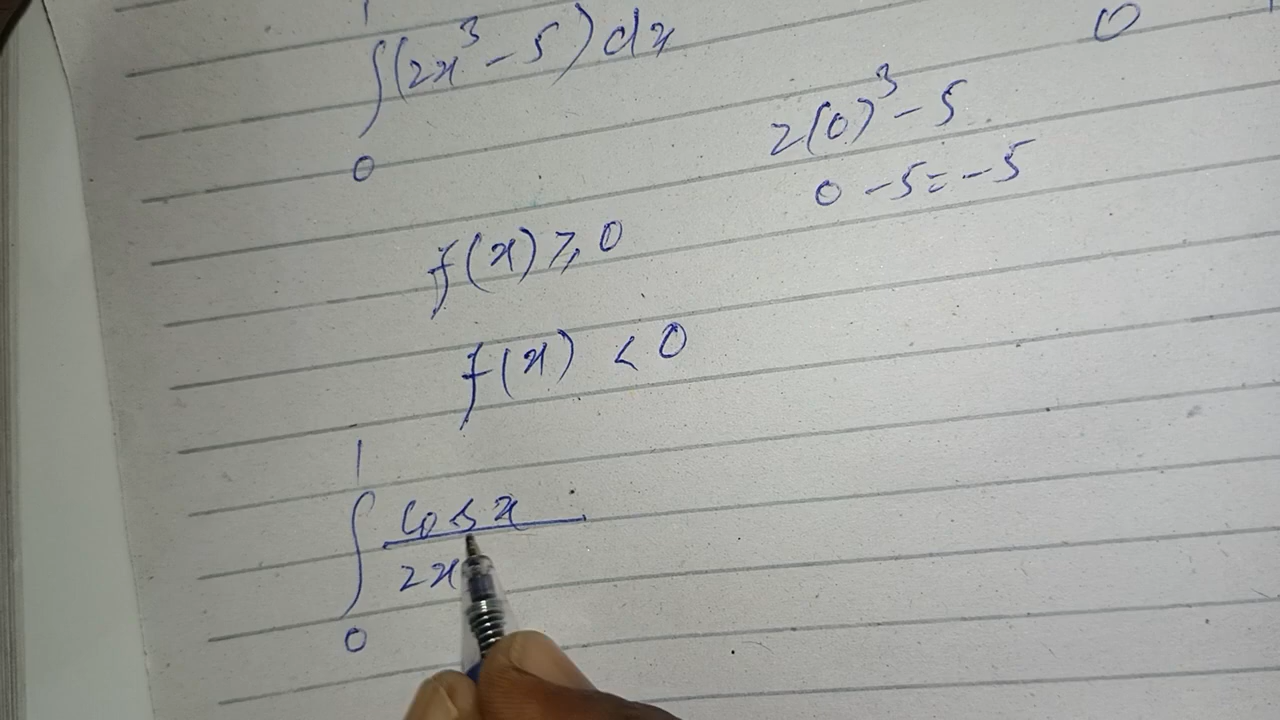 1
∫(2x³ - 5) dx
0
0
2(0)³ - 5
0 - 5 = - 5
f(x) ≥ 0
f(x) < 0
1
∫ cos x
2x
0